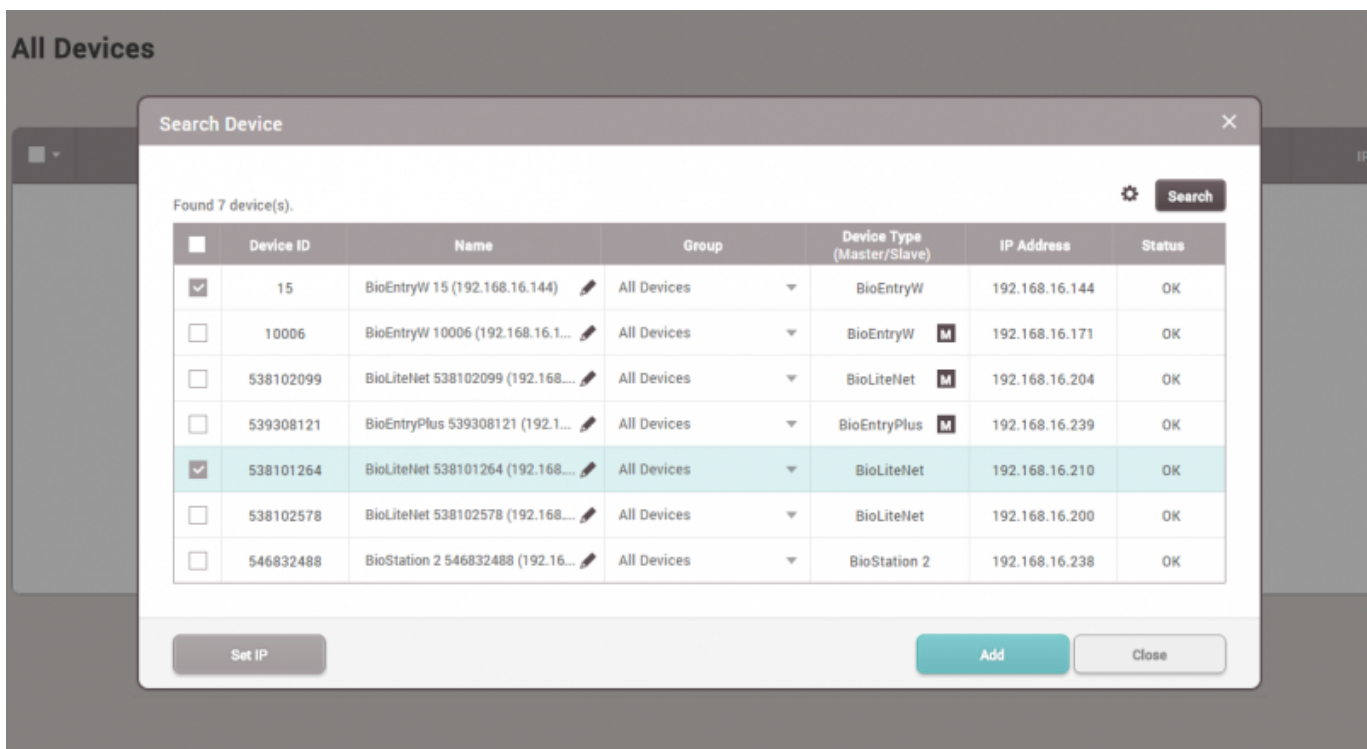 All Devices
Search Device
IP
Found 7 device(s).
Search
Device ID Name Group Device Type (Master/Slave) IP Address Status
15 BioEntryW 15 (192.168.16.144) All Devices BioEntryW 192.168.16.144 OK
10006 BioEntryW 10006 (192.168.16.1... All Devices BioEntryW M 192.168.16.171 OK
538102099 BioLiteNet 538102099 (192.168.... All Devices BioLiteNet M 192.168.16.204 OK
539308121 BioEntryPlus 539308121 (192.1... All Devices BioEntryPlus M 192.168.16.239 OK
538101264 BioLiteNet 538101264 (192.168.... All Devices BioLiteNet 192.168.16.210 OK
538102578 BioLiteNet 538102578 (192.168.... All Devices BioLiteNet 192.168.16.200 OK
546832488 BioStation 2 546832488 (192.16... All Devices BioStation 2 192.168.16.238 OK
Set IP Add Close